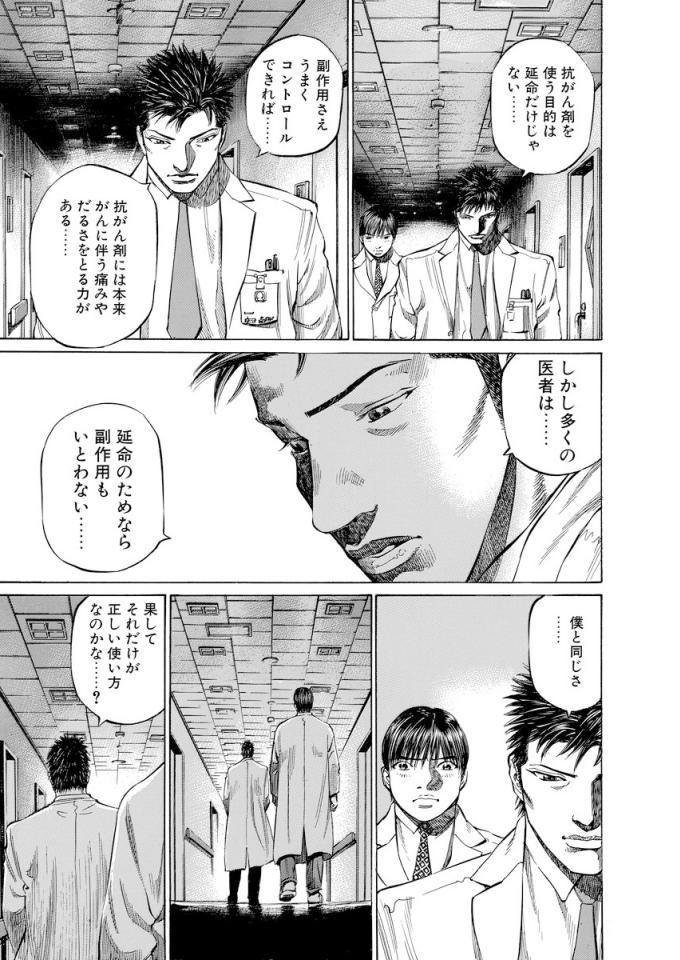 抗がん剤を
使う目的は
延命だけじゃ
ない……
副作用さえ
うまく
コントロール
できれば……
抗がん剤には本来
がんに伴う痛みや
だるさをとる力が
ある……
しかし多くの
医者は……
延命のためなら
副作用も
いとわない……
僕と同じさ
……
果して
それだけが
正しい使い方
なのかな……?